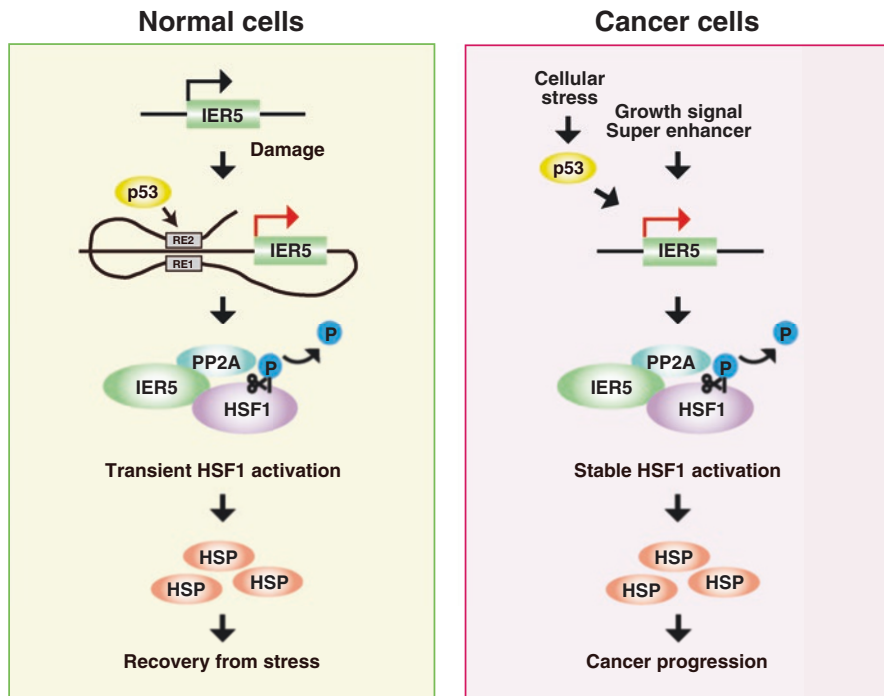 Normal cells
IER5
Damage
p53
RE2
RE1
IER5
P
PP2A
P
IER5
HSF1
Transient HSF1 activation
HSP
HSP
HSP
Recovery from stress
Cancer cells
Cellular
stress
Growth signal
Super enhancer
p53
IER5
P
PP2A
P
IER5
HSF1
Stable HSF1 activation
HSP
HSP
HSP
Cancer progression